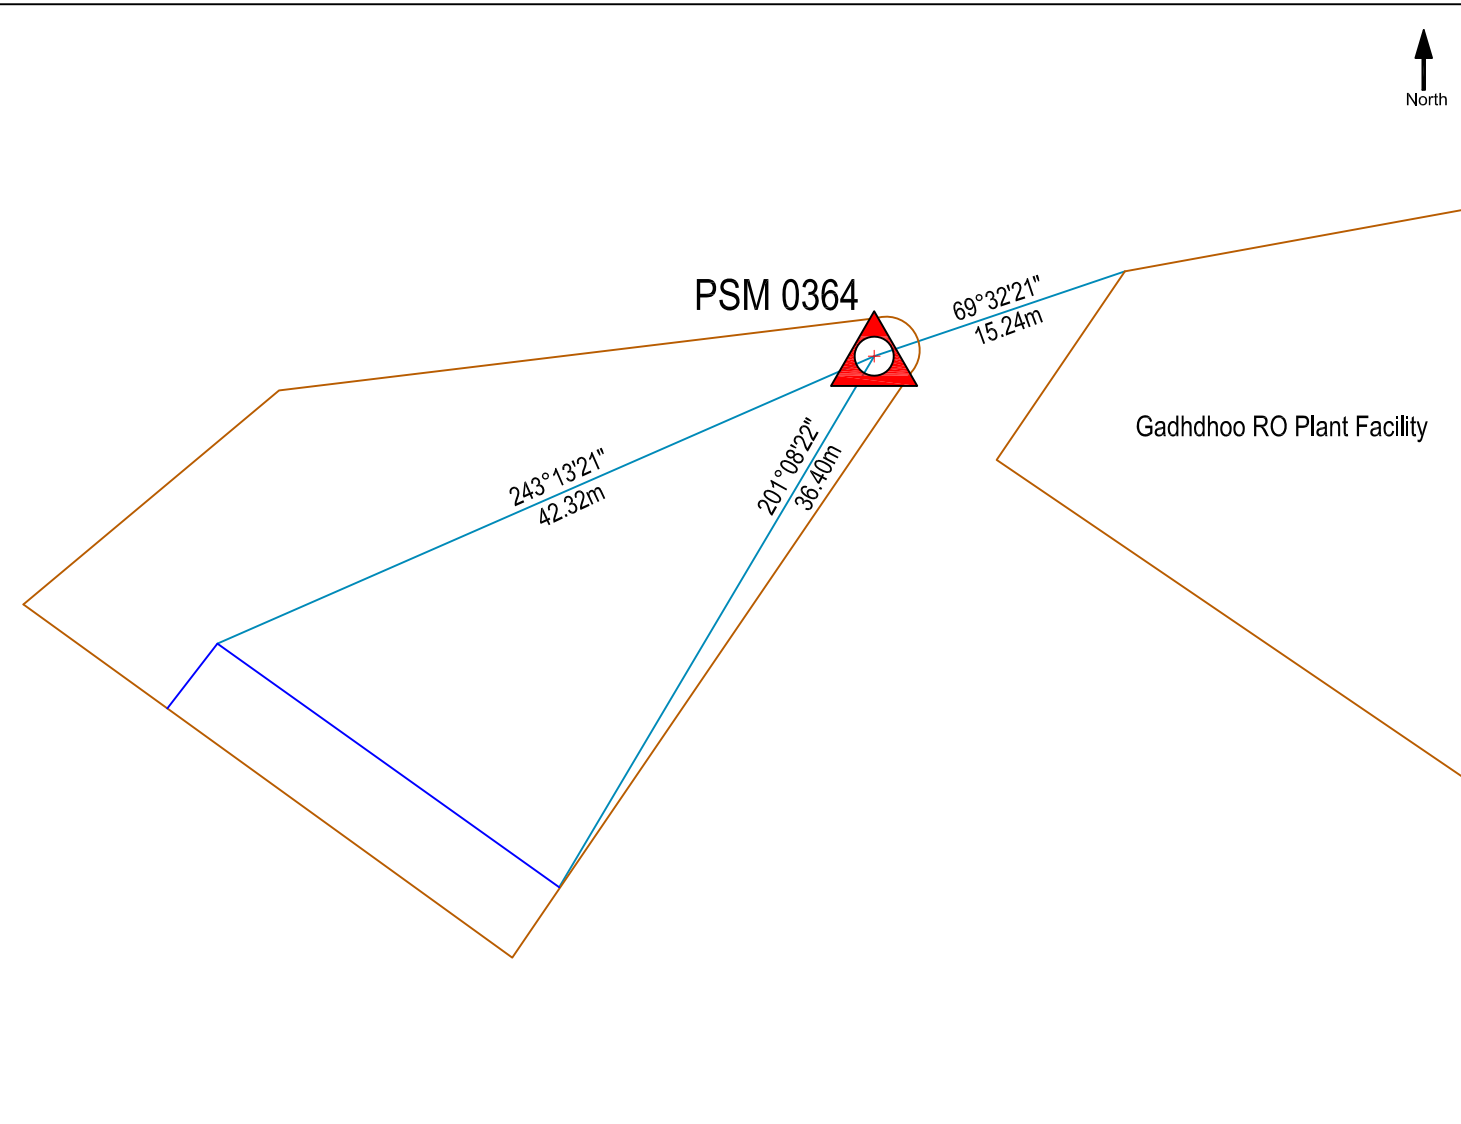 North
PSM 0364
69°32'21"
15.24m
Gadhdhoo RO Plant Facility
243°13'21"
42.32m
201°08'22"
36.40m